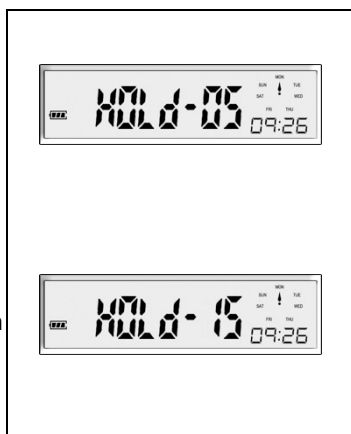 MON
SUN TUE
HOLd-05
SAT WED
FRI THU
09:26
MON
SUN TUE
HOLd- 15
SAT WED
FRI THU
09:26